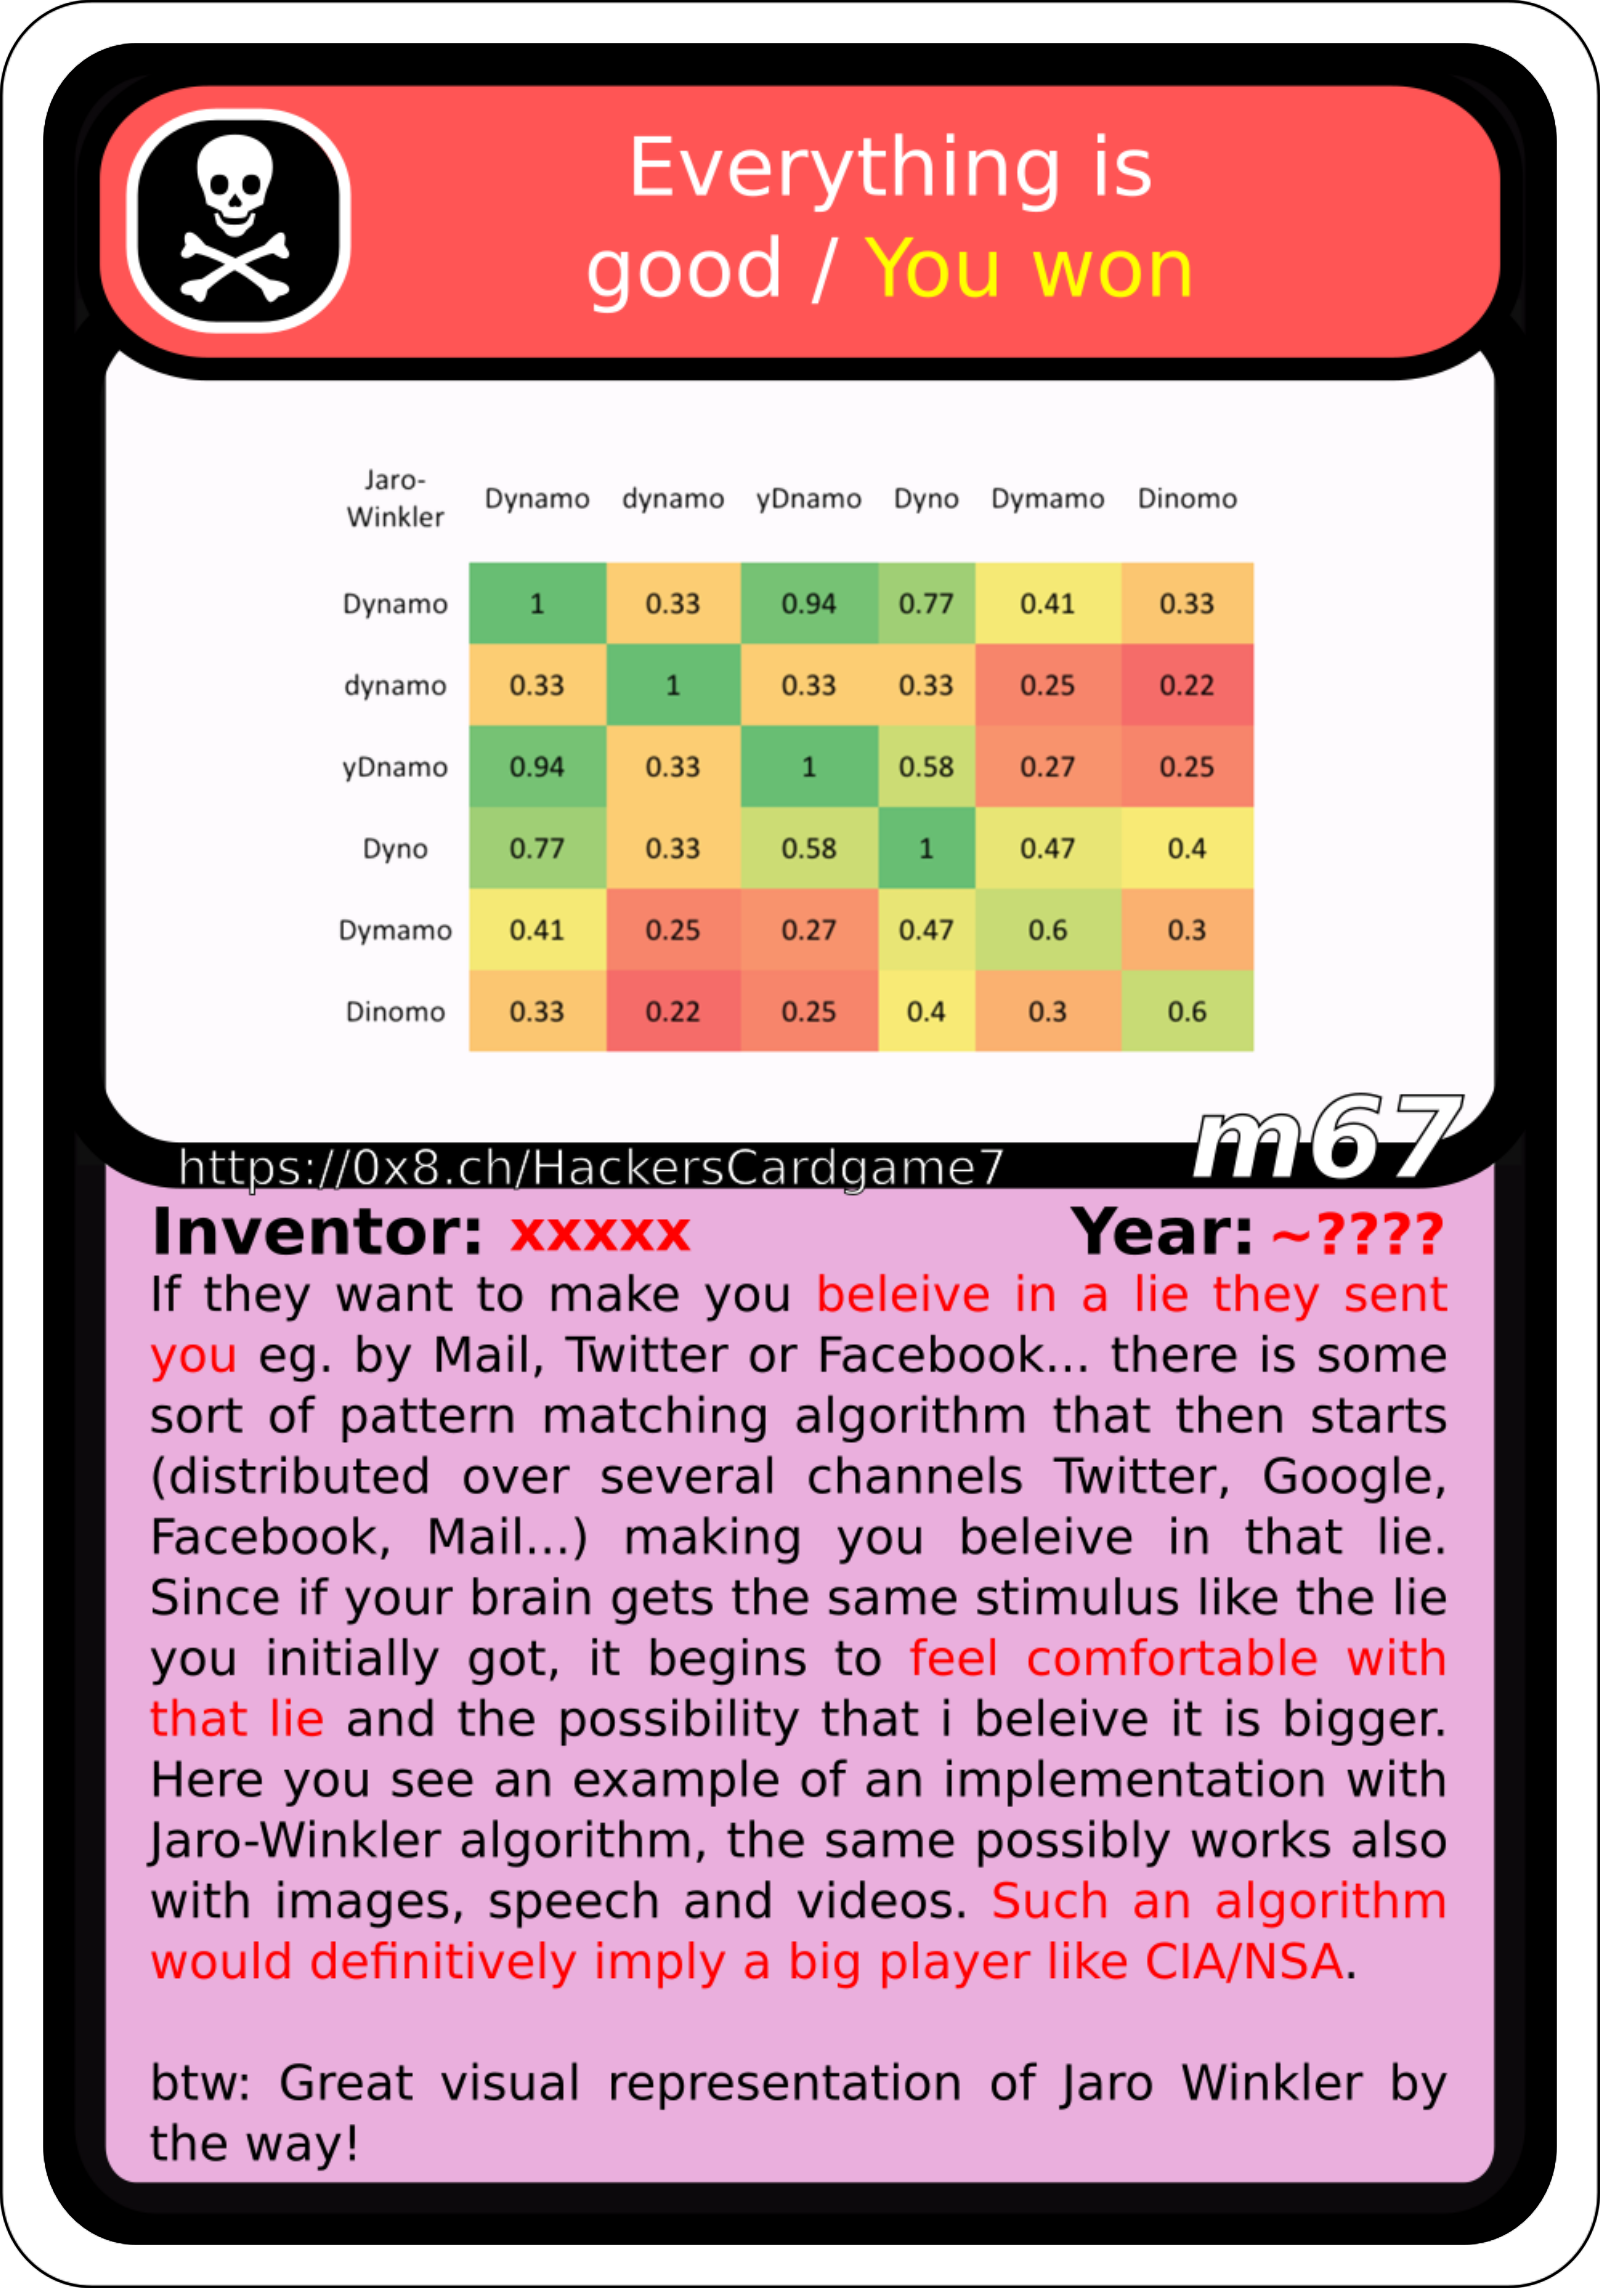 Everything is
good / You won
Jaro-
Winkler
Dynamo dynamo yDnamo Dyno Dymamo Dinomo
Dynamo 1 0.33 0.94 0.77 0.41 0.33
dynamo 0.33 1 0.33 0.33 0.25 0.22
yDnamo 0.94 0.33 1 0.58 0.27 0.25
Dyno 0.77 0.33 0.58 1 0.47 0.4
Dymamo 0.41 0.25 0.27 0.47 0.6 0.3
Dinomo 0.33 0.22 0.25 0.4 0.3 0.6
m67
https://0x8.ch/HackersCardgame7
Inventor: xxxxx Year: ~????
If they want to make you beleive in a lie they sent
you eg. by Mail, Twitter or Facebook... there is some
sort of pattern matching algorithm that then starts
(distributed over several channels Twitter, Google,
Facebook, Mail...) making you beleive in that lie.
Since if your brain gets the same stimulus like the lie
you initially got, it begins to feel comfortable with
that lie and the possibility that i beleive it is bigger.
Here you see an example of an implementation with
Jaro-Winkler algorithm, the same possibly works also
with images, speech and videos. Such an algorithm
would definitively imply a big player like CIA/NSA.
btw: Great visual representation of Jaro Winkler by
the way!